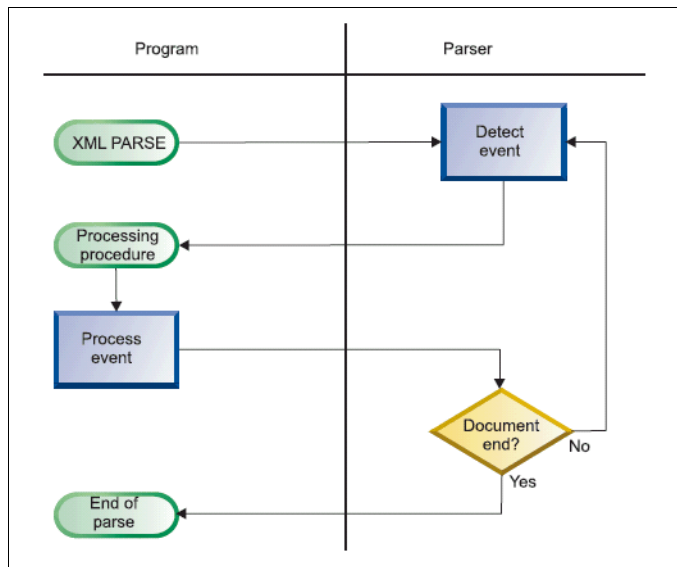 Program
Parser
XML PARSE
Detect
event
Processing
procedure
Process
event
Document
end?
No
Yes
End of
parse